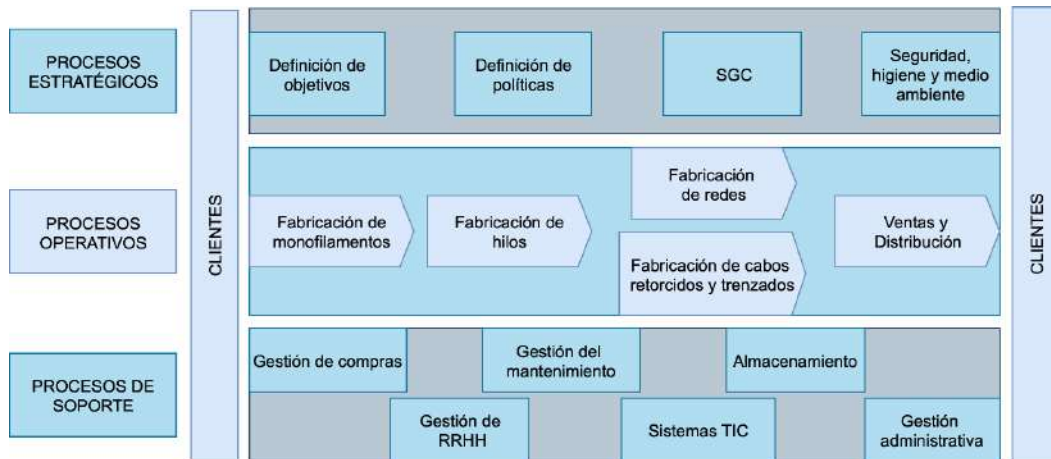 PROCESOS
ESTRATÉGICOS
CLIENTES
Definición de
objetivos
Definición de
políticas
SGC
Seguridad,
higiene y medio
ambiente
CLIENTES
PROCESOS
OPERATIVOS
Fabricación de
monofilamentos
Fabricación de
hilos
Fabricación
de redes
Fabricación de cabos
retorcidos y trenzados
Ventas y
Distribución
PROCESOS DE
SOPORTE
Gestión de compras
Gestión del
mantenimiento
Almacenamiento
Gestión de
RRHH
Sistemas TIC
Gestión
administrativa